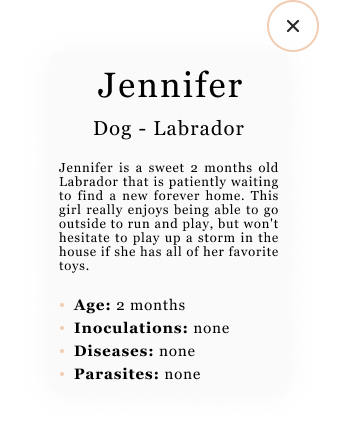 Jennifer
Dog - Labrador
Jennifer is a sweet 2 months old
Labrador that is patiently waiting
to find a new forever home. This
girl really enjoys being able to go
outside to run and play, but won't
hesitate to play up a storm in the
house if she has all of her favorite
toys.
• Age: 2 months
• Inoculations: none
• Diseases: none
• Parasites: none